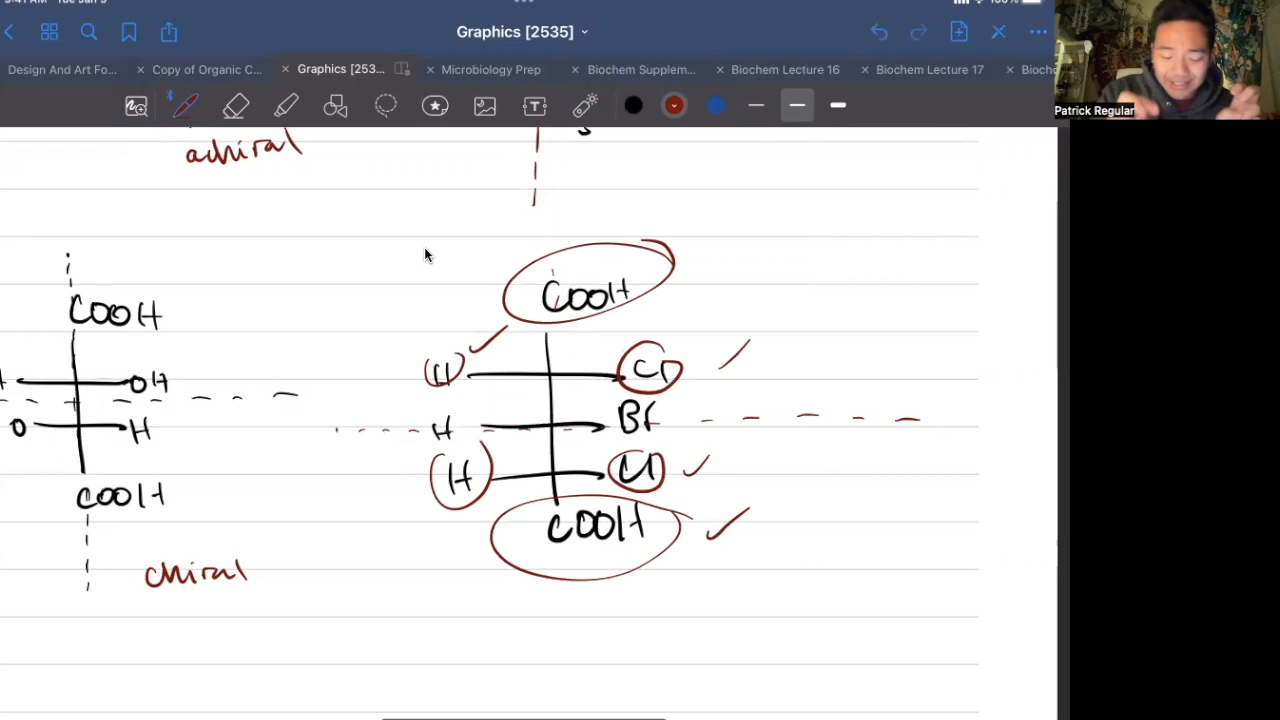 Graphics [2535]
Design And Art Fo...
Copy of Organic C...
Graphics [253...
Microbiology Prep
Biochem Supplem...
Biochem Lecture 16
Biochem Lecture 17
Bioche
T
Patrick Regular
achiral
COOH
OH
O H
COOH
chiral
COOH
H Cl
H Br
H Cl
COOH